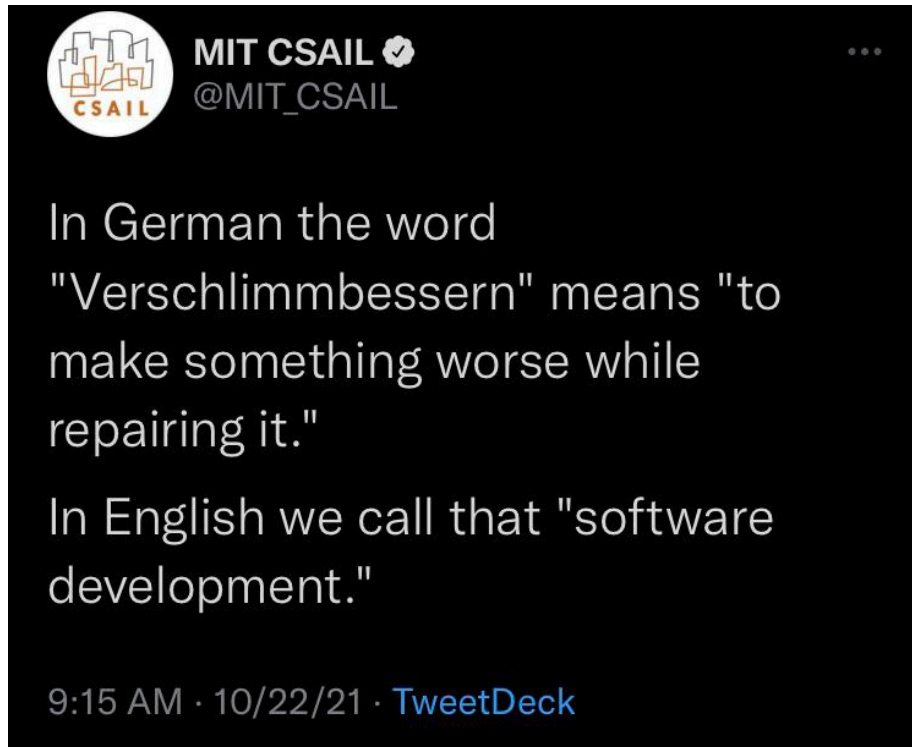 CSAIL
MIT CSAIL
@MIT_CSAIL
In German the word
"Verschlimmbessern" means "to
make something worse while
repairing it."
In English we call that "software
development."
9:15 AM · 10/22/21 · TweetDeck